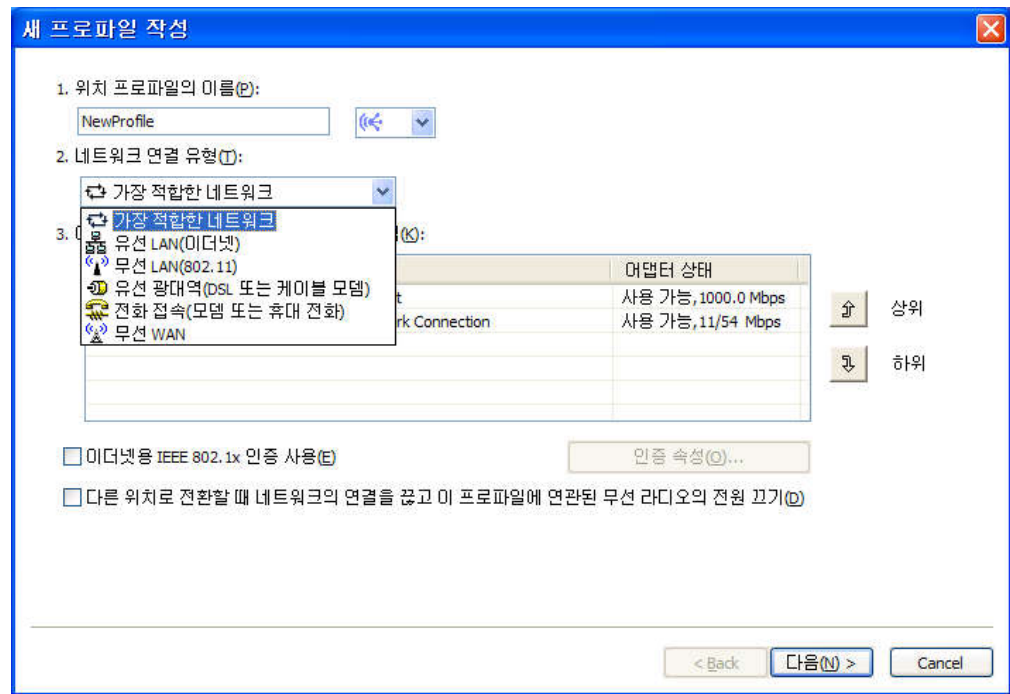 새 프로파일 작성
1. 위치 프로파일의 이름(P):
NewProfile
2. 네트워크 연결 유형(T):
가장 적합한 네트워크
가장 적합한 네트워크
유선 LAN(이더넷)
무선 LAN(802.11)
유선 광대역(DSL 또는 케이블 모뎀)
전화 접속(모뎀 또는 휴대 전화)
무선 WAN
3.
(K):
어댑터 상태
사용 가능,1000.0 Mbps
Connection
사용 가능,11/54 Mbps
상위
하위
이더넷용 IEEE 802.1x 인증 사용(E)
인증 속성(O)...
다른 위치로 전환할 때 네트워크의 연결을 끊고 이 프로파일에 연관된 무선 라디오의 전원 끄기(D)
< Back
다음(N) >
Cancel